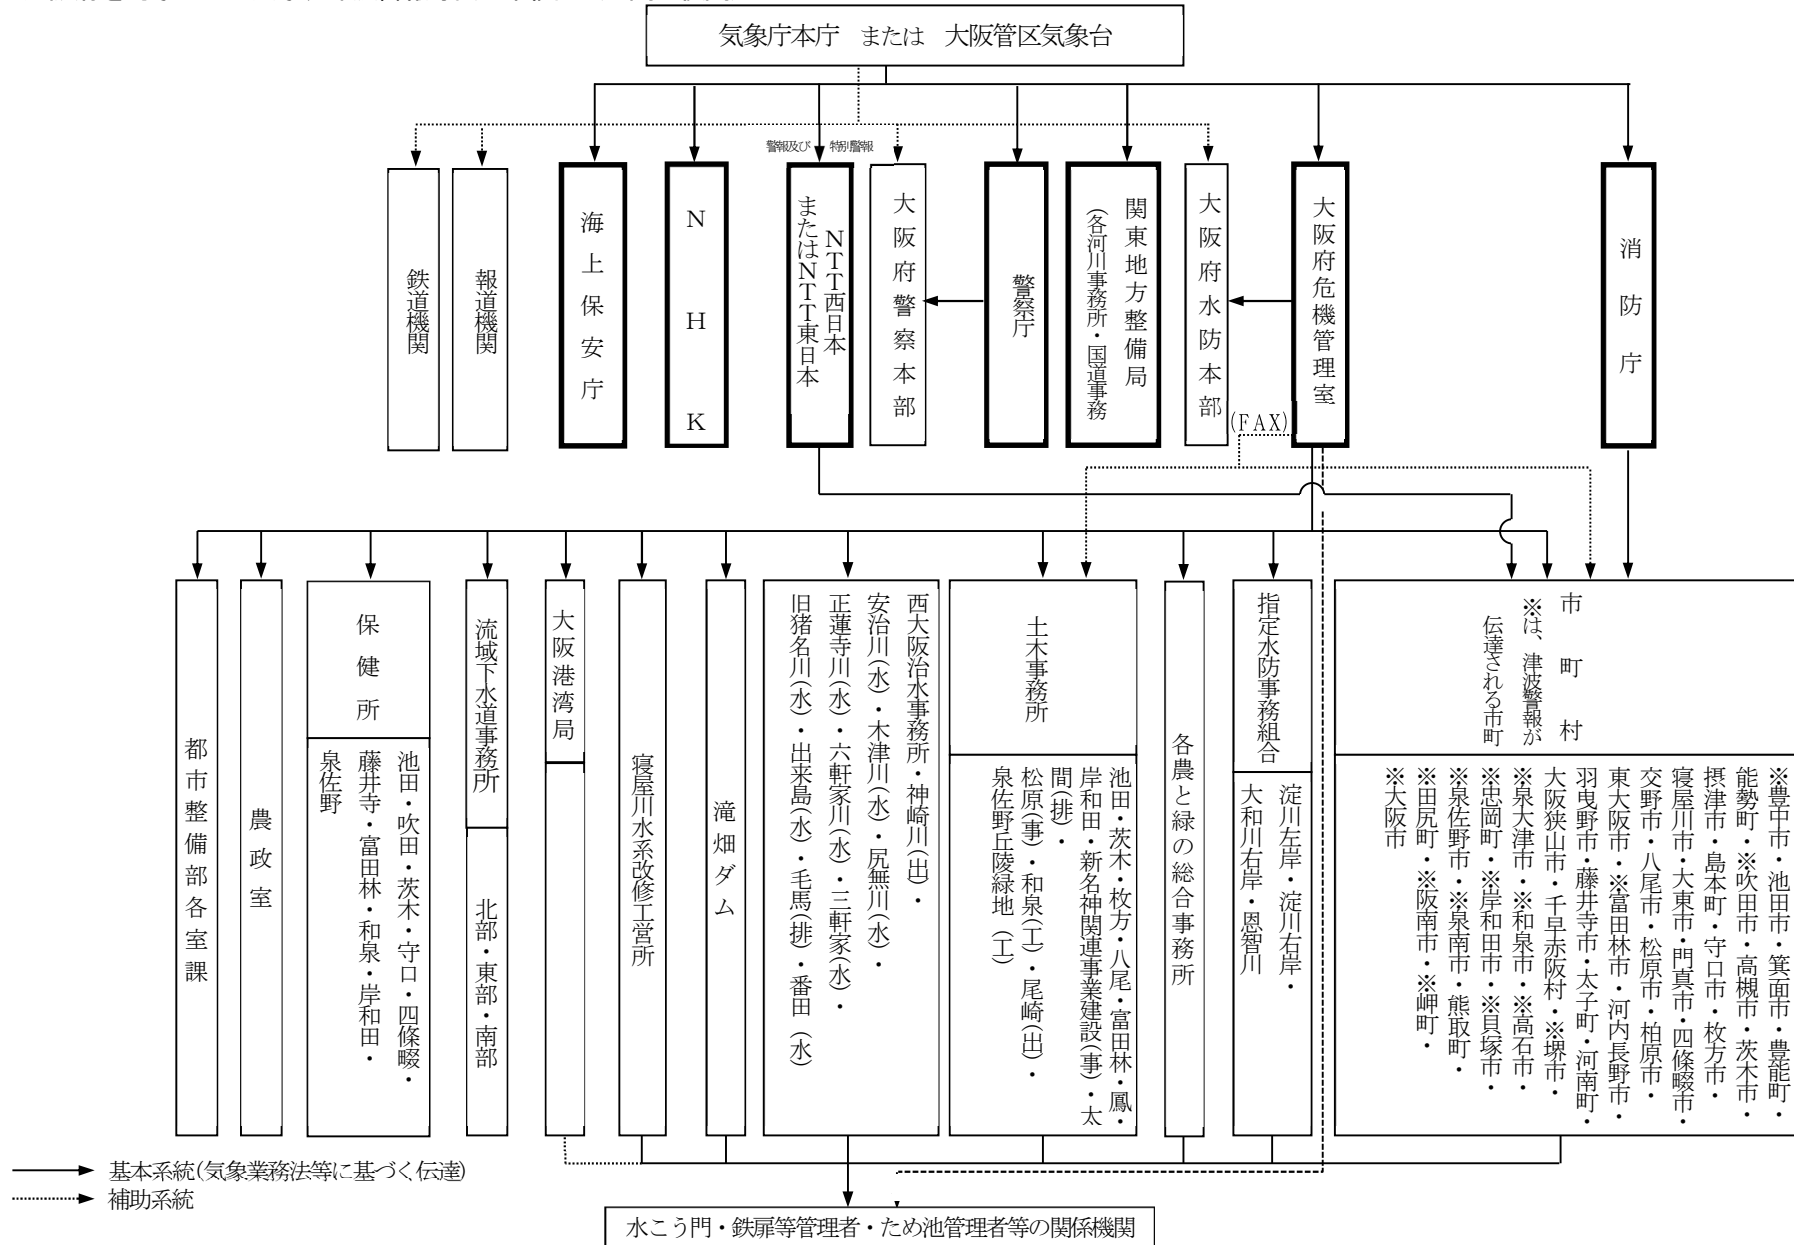 気象庁本庁　または　大阪管区気象台
警報及び　特別警報
鉄道機関
報道機関
海上保安庁
ＮＨＫ
ＮＴＴ西日本
またはＮＴＴ東日本
大阪府警察本部
警察庁
関東地方整備局
(各河川事務所・国道事務
大阪府水防本部
大阪府危機管理室
消防庁
(FAX)
都市整備部各室課
農政室
保健所
池田・吹田・茨木・守口・四條畷・
藤井寺・富田林・和泉・岸和田・
泉佐野
流域下水道事務所
北部・東部・南部
大阪港湾局
寝屋川水系改修工営所
滝畑ダム
西大阪治水事務所・神崎川(出)・
安治川(水)・木津川(水)・尻無川(水)・
正蓮寺川(水)・六軒家川(水)・三軒家(水)・
旧猪名川(水)・出来島(水)・毛馬(排)・番田（水）
土木事務所
池田・茨木・枚方・八尾・富田林・鳳・
岸和田・新名神関連事業建設(事)・太
間(排)・
松原(事)・和泉(工)・尾崎(出)・
泉佐野丘陵緑地（工）
各農と緑の総合事務所
指定水防事務組合
淀川左岸・淀川右岸・
大和川右岸・恩智川
市町村
※は、津波警報が
伝達される市町
※豊中市・池田市・箕面市・豊能町・
能勢町・※吹田市・高槻市・茨木市・
摂津市・島本町・守口市・枚方市・
寝屋川市・大東市・門真市・四條畷市・
交野市・八尾市・松原市・柏原市・
東大阪市・※富田林市・河内長野市・
羽曳野市・藤井寺市・太子町・河南町・
大阪狭山市・千早赤阪村・※堺市・
※泉大津市・※和泉市・※高石市・
※忠岡町・※岸和田市・※貝塚市・
※泉佐野市・※泉南市・熊取町・
※田尻町・※阪南市・※岬町・
※大阪市
基本系統(気象業務法等に基づく伝達)
補助系統
水こう門・鉄扉等管理者・ため池管理者等の関係機関